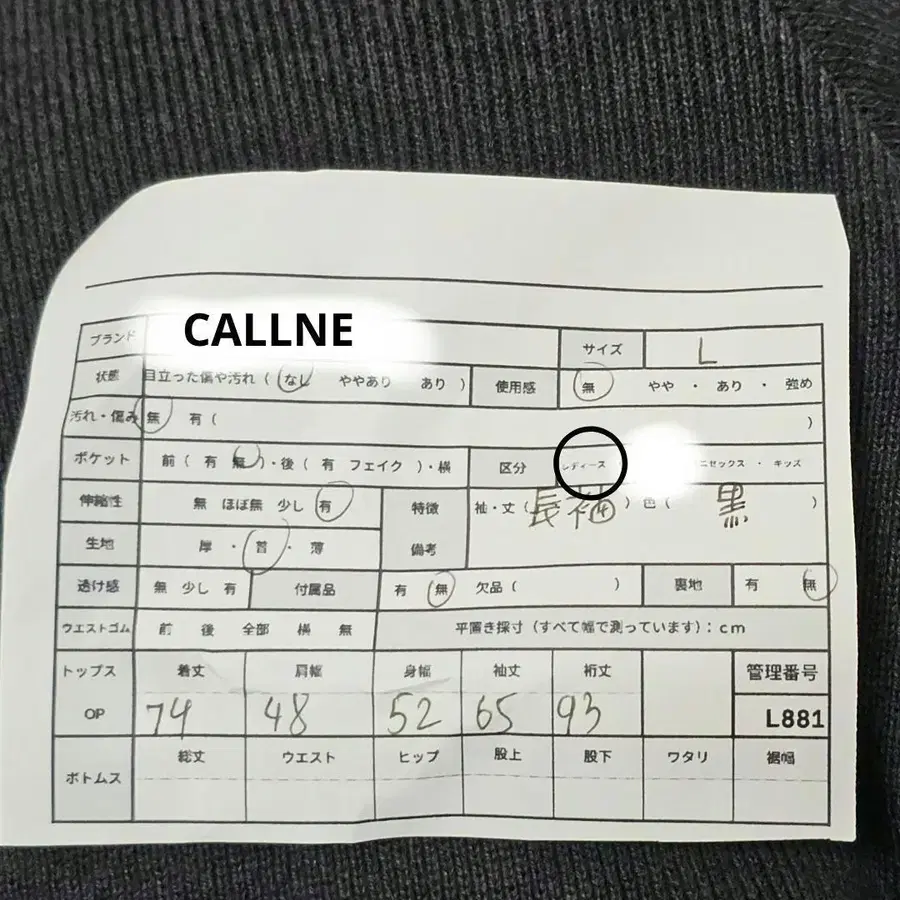 ブランド CALLNE サイズ L
状態 目立った傷や汚れ ( なし ややあり あり ) 使用感 無 やや ・ あり ・ 強め
汚れ・傷み 無 有 ( )
ポケット 前 ( 有 無 )・後 ( 有 フェイク )・横 区分 レディース ニセックス ・ キッズ
伸縮性 無 ほぼ無 少し 有 特徴 袖・丈 ( 長袖 ) 色 ( 黒 )
生地 厚 ・ 普 ・ 薄 備考
透け感 無 少し 有 付属品 有 無 欠品 ( ) 裏地 有 無
ウエストゴム 前 後 全部 横 無 平置き採寸 (すべて幅で測っています) : cm
トップス 着丈 肩幅 身幅 袖丈 裄丈 管理番号
OP 74 48 52 65 93 L881
ボトムス 総丈 ウエスト ヒップ 股上 股下 ワタリ 裾幅